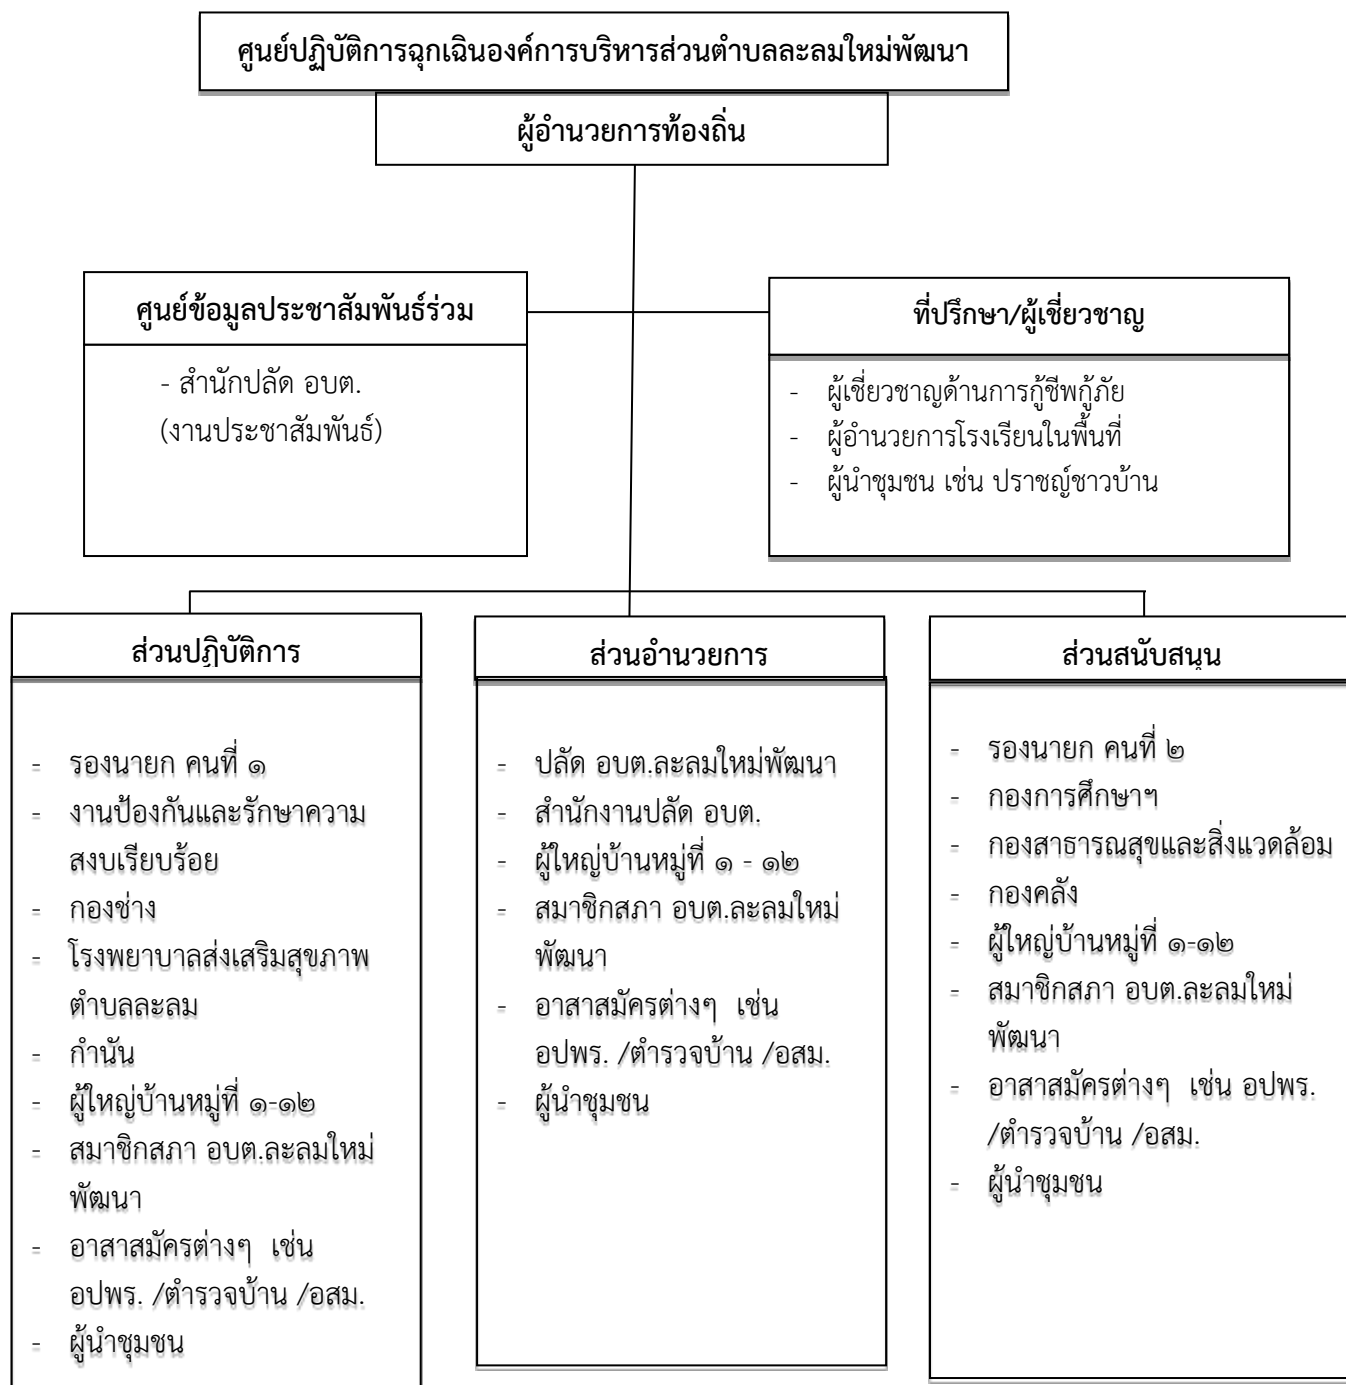 ศูนย์ปฏิบัติการฉุกเฉินองค์การบริหารส่วนตำบลละลมใหม่พัฒนา
ผู้อำนวยการท้องถิ่น
ศูนย์ข้อมูลประชาสัมพันธ์ร่วม
- สำนักปลัด อบต.
(งานประชาสัมพันธ์)
ที่ปรึกษา/ผู้เชี่ยวชาญ
- ผู้เชี่ยวชาญด้านการกู้ชีพกู้ภัย
- ผู้อำนวยการโรงเรียนในพื้นที่
- ผู้นำชุมชน เช่น ปราชญ์ชาวบ้าน
ส่วนปฏิบัติการ
- รองนายก คนที่ ๑
- งานป้องกันและรักษาความ
สงบเรียบร้อย
- กองช่าง
- โรงพยาบาลส่งเสริมสุขภาพ
ตำบลละลม
- กำนัน
- ผู้ใหญ่บ้านหมู่ที่ ๑-๑๒
- สมาชิกสภา อบต.ละลมใหม่
พัฒนา
- อาสาสมัครต่างๆ เช่น
อปพร. /ตำรวจบ้าน /อสม.
- ผู้นำชุมชน
ส่วนอำนวยการ
- ปลัด อบต.ละลมใหม่พัฒนา
- สำนักงานปลัด อบต.
- ผู้ใหญ่บ้านหมู่ที่ ๑ - ๑๒
- สมาชิกสภา อบต.ละลมใหม่
พัฒนา
- อาสาสมัครต่างๆ เช่น
อปพร. /ตำรวจบ้าน /อสม.
- ผู้นำชุมชน
ส่วนสนับสนุน
- รองนายก คนที่ ๒
- กองการศึกษาฯ
- กองสาธารณสุขและสิ่งแวดล้อม
- กองคลัง
- ผู้ใหญ่บ้านหมู่ที่ ๑-๑๒
- สมาชิกสภา อบต.ละลมใหม่
พัฒนา
- อาสาสมัครต่างๆ เช่น อปพร.
/ตำรวจบ้าน /อสม.
- ผู้นำชุมชน